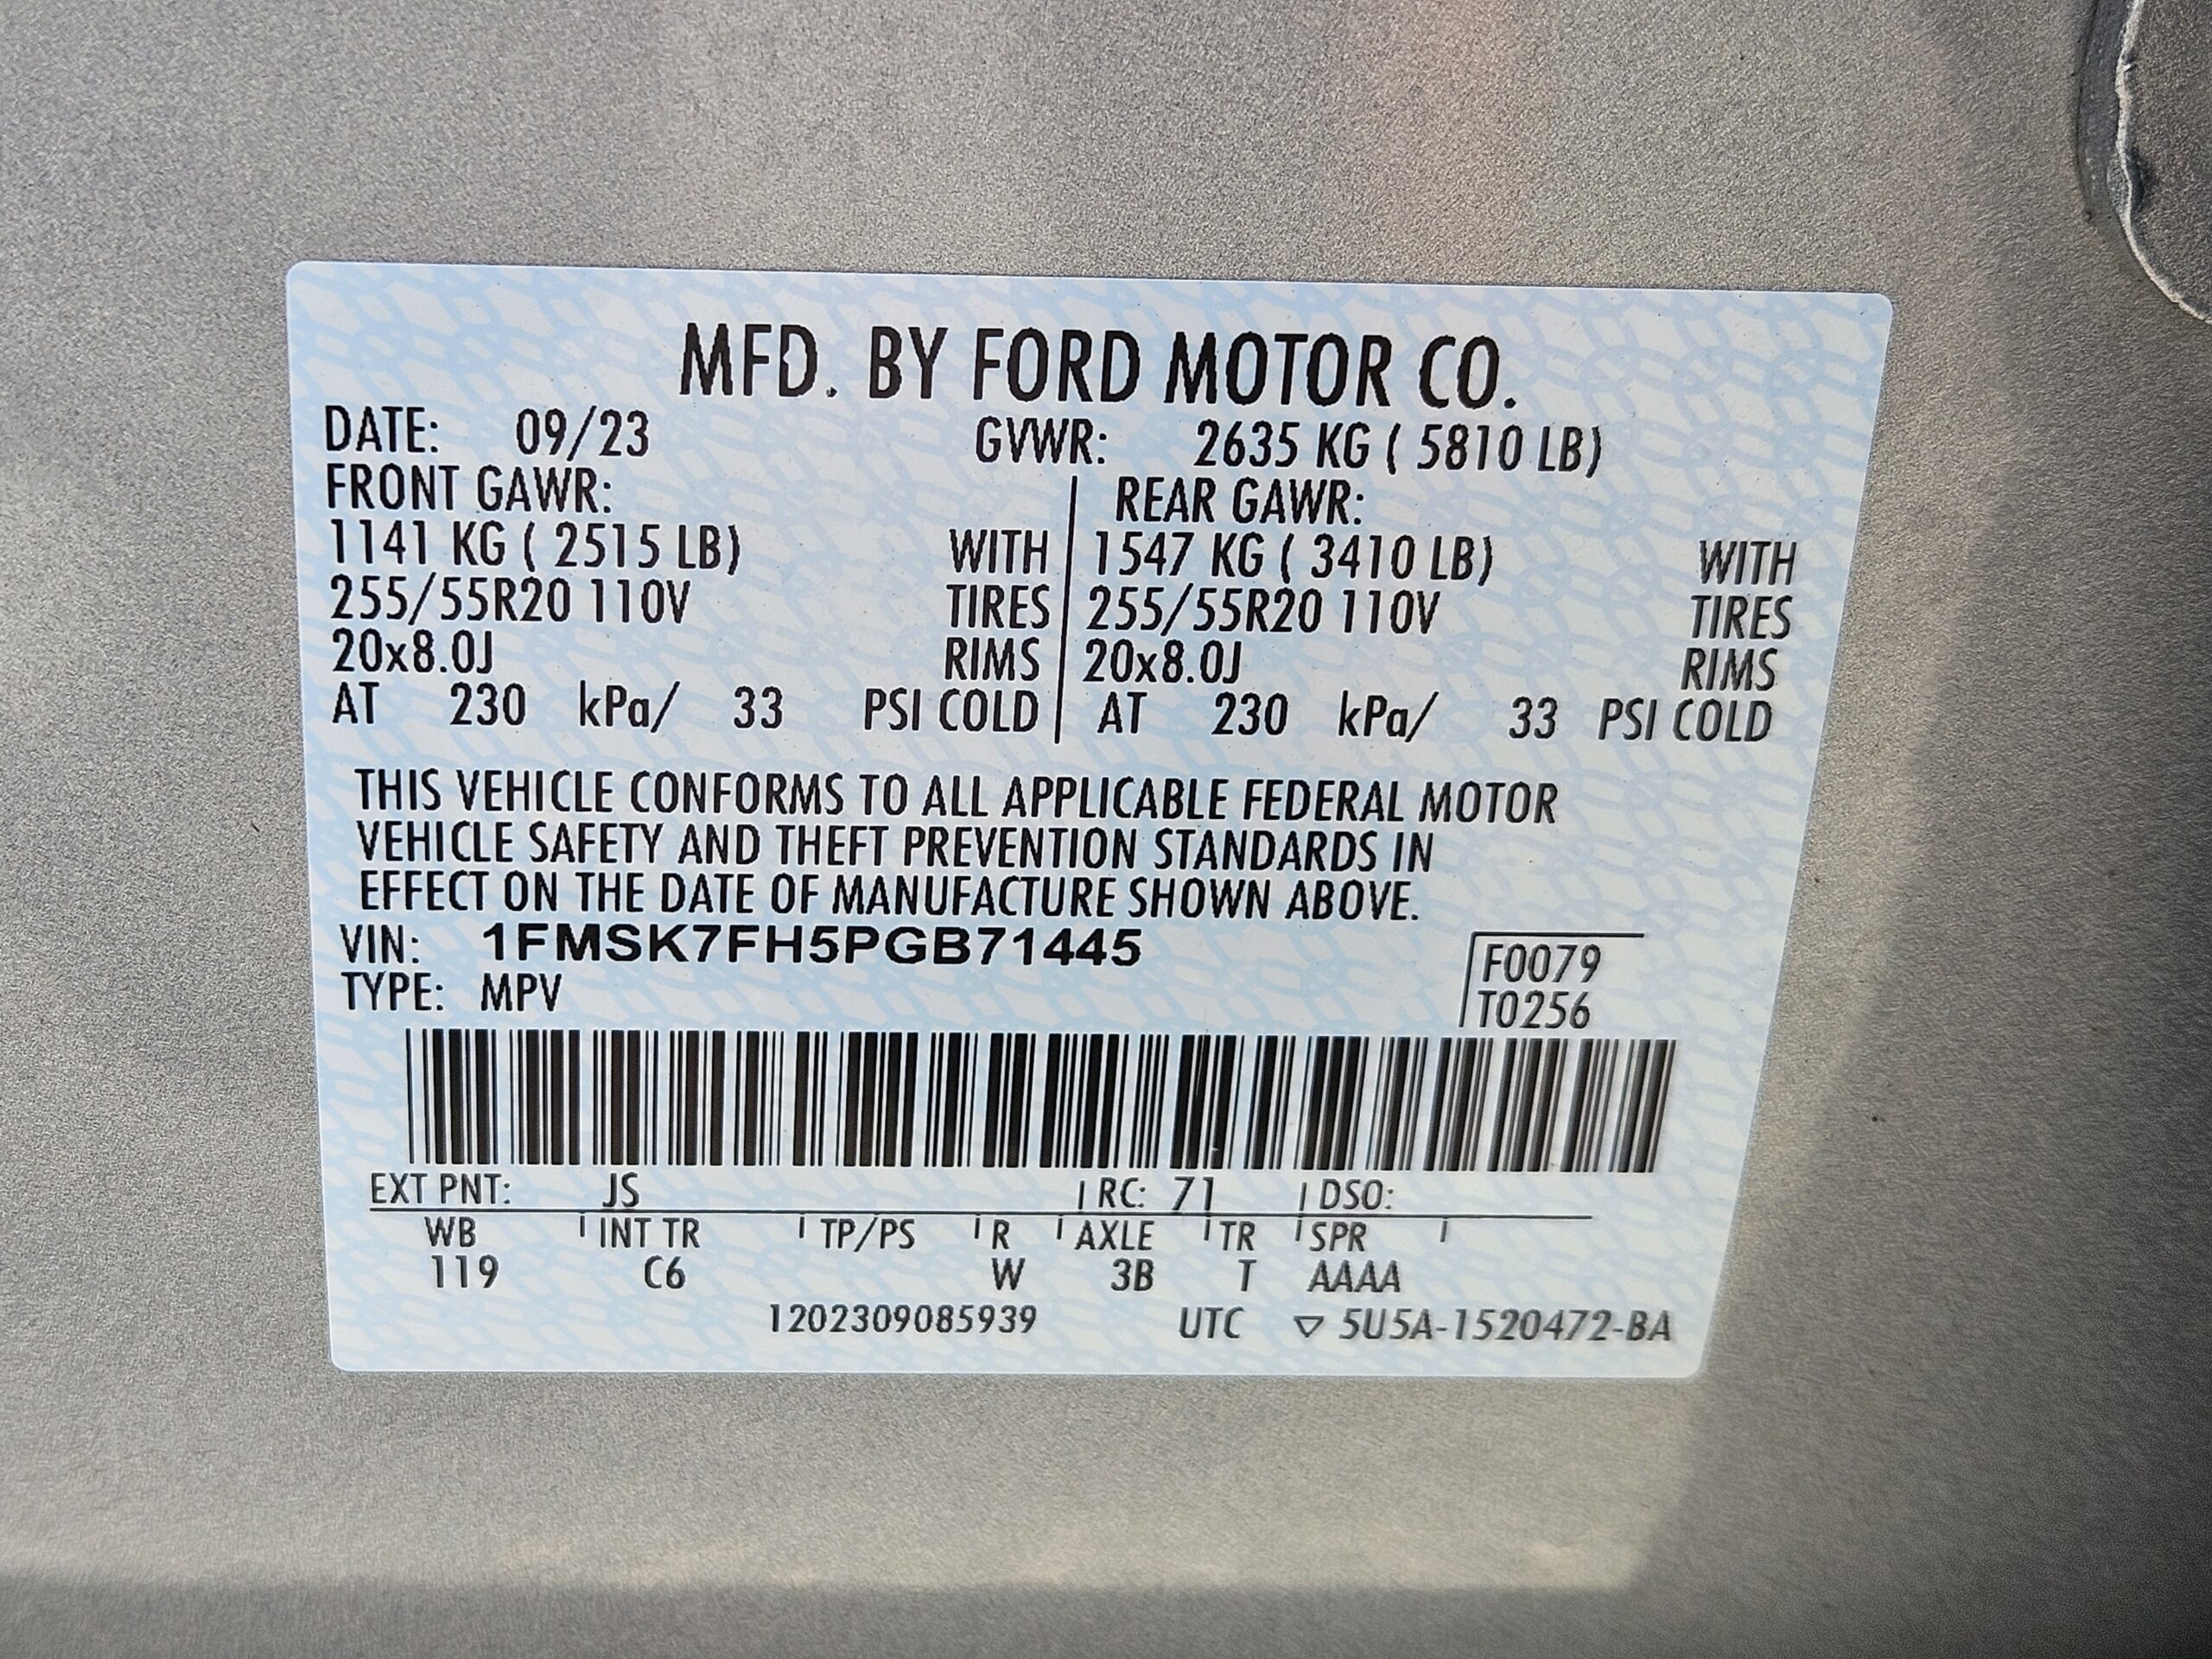 MFD. BY FORD MOTOR CO.
DATE: 09/23 GVWR: 2635 KG ( 5810 LB)
FRONT GAWR: REAR GAWR:
1141 KG ( 2515 LB) WITH 1547 KG ( 3410 LB) WITH
255/55R20 110V TIRES 255/55R20 110V TIRES
20x8.0J RIMS 20x8.0J RIMS
AT 230 kPa/ 33 PSI COLD AT 230 kPa/ 33 PSI COLD
THIS VEHICLE CONFORMS TO ALL APPLICABLE FEDERAL MOTOR
VEHICLE SAFETY AND THEFT PREVENTION STANDARDS IN
EFFECT ON THE DATE OF MANUFACTURE SHOWN ABOVE.
VIN: 1FMSK7FH5PGB71445 F0079
TYPE: MPV T0256
EXT PNT: JS RC: 71 DSO:
WB INT TR TP/PS R AXLE TR SPR
119 C6 W 3B T AAAA
1202309085939 UTC ▽ 5U5A-1520472-BA